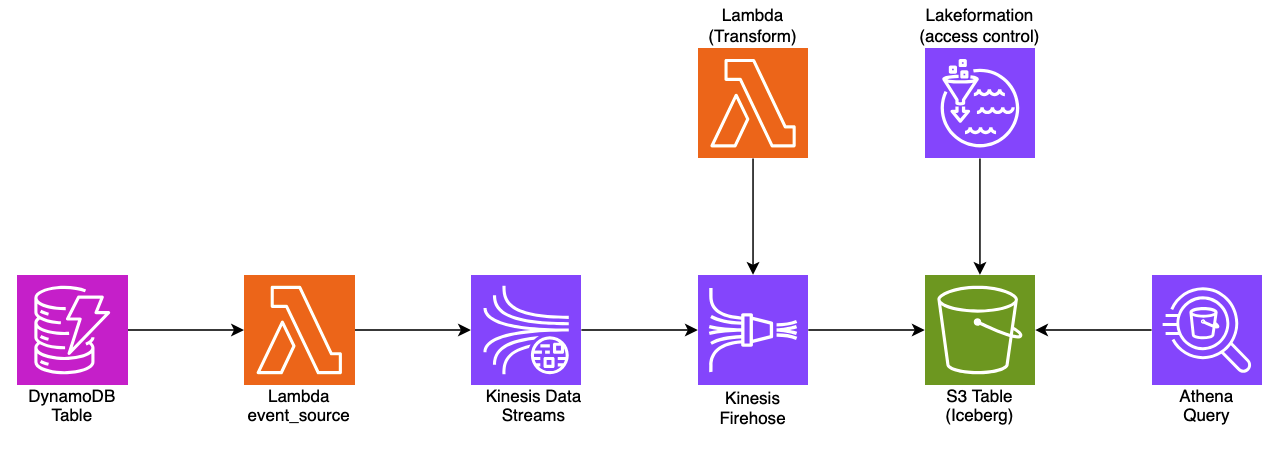 Lambda
(Transform)
Lakeformation
(access control)
DynamoDB
Table
Lambda
event_source
Kinesis Data
Streams
Kinesis
Firehose
S3 Table
(Iceberg)
Athena
Query